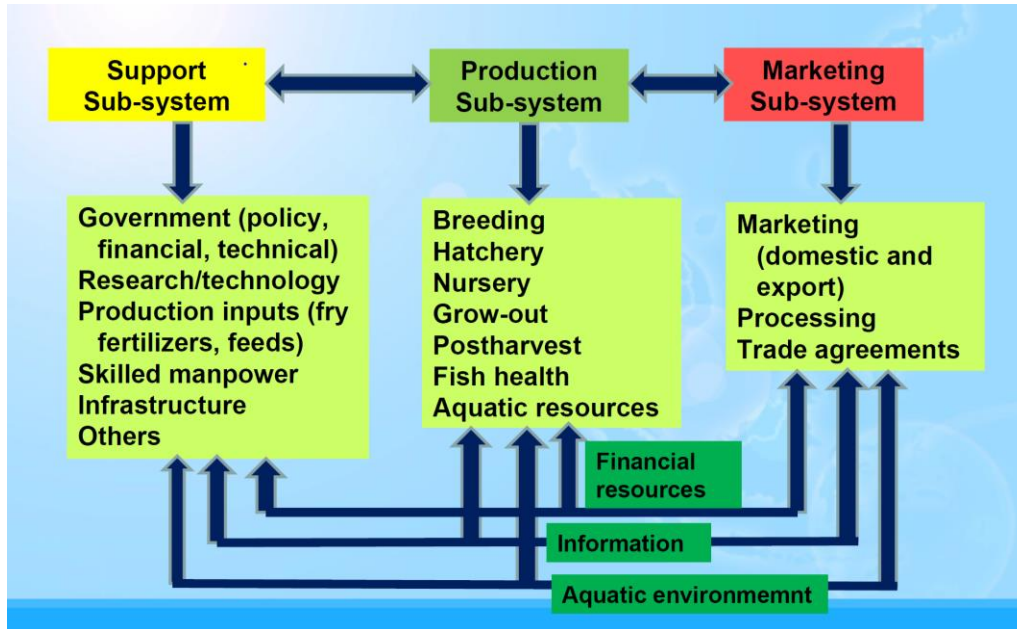 Support
Sub-system
Production
Sub-system
Marketing
Sub-system
Government (policy,
financial, technical)
Research/technology
Production inputs (fry
fertilizers, feeds)
Skilled manpower
Infrastructure
Others
Breeding
Hatchery
Nursery
Grow-out
Postharvest
Fish health
Aquatic resources
Marketing
(domestic and
export)
Processing
Trade agreements
Financial
resources
Information
Aquatic environmemnt